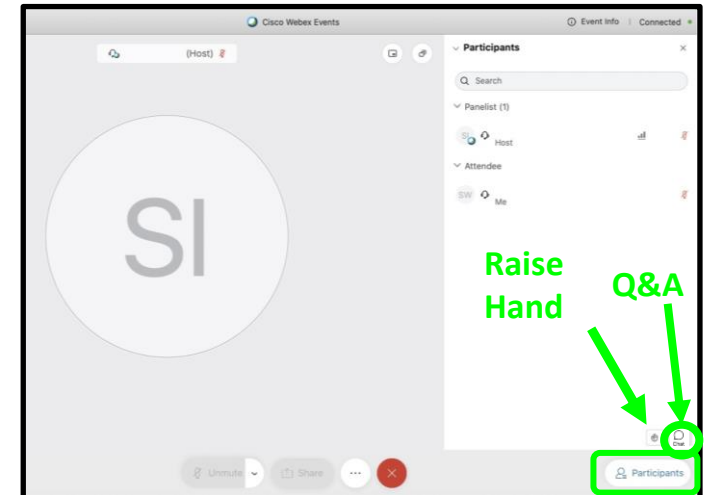 Cisco Webex Events
Event Info | Connected
(Host)
Participants
Search
Panelist (1)
SI
Host
Attendee
SW
Me
SI
Raise
Hand
Q&A
Chat
Unmute
Share
Participants